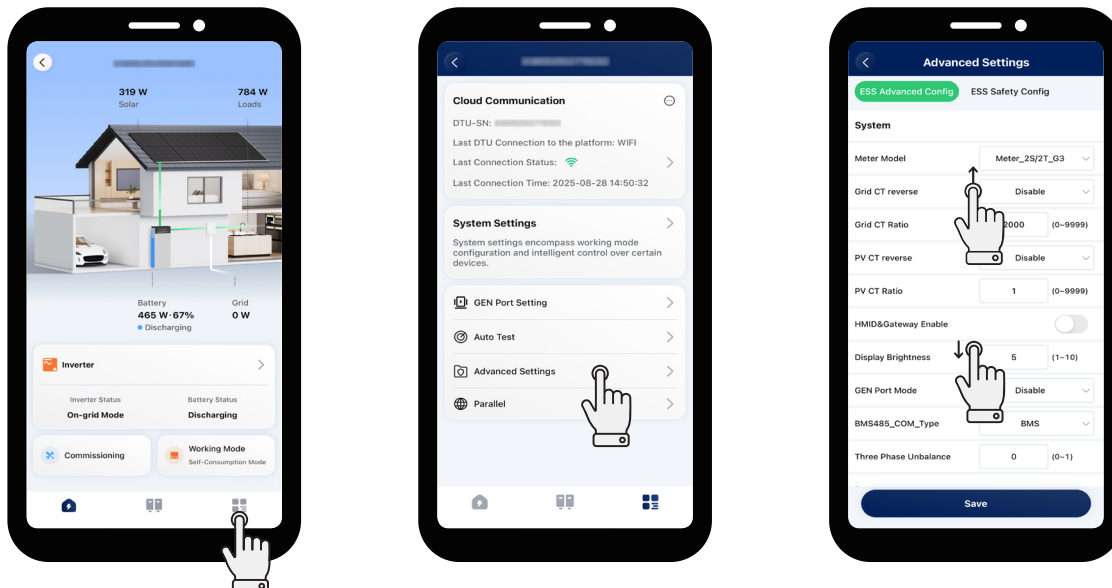 319 W
Solar
784 W
Loads
Battery
465 W·67%
Discharging
Grid
0 W
Inverter
Inverter Status
On-grid Mode
Battery Status
Discharging
Commissioning
Working Mode
Self-Consumption Mode
Cloud Communication
DTU-SN:
Last DTU Connection to the platform: WIFI
Last Connection Status:
Last Connection Time: 2025-08-28 14:50:32
System Settings
System settings encompass working mode
configuration and intelligent control over certain
devices.
GEN Port Setting
Auto Test
Advanced Settings
Parallel
Advanced Settings
ESS Advanced Config
ESS Safety Config
System
Meter Model
Meter_2S/2T_G3
Grid CT reverse
Disable
Grid CT Ratio
2000
(0~9999)
PV CT reverse
Disable
PV CT Ratio
1
(0~9999)
HMID&Gateway Enable
Display Brightness
5
(1~10)
GEN Port Mode
Disable
BMS485_COM_Type
BMS
Three Phase Unbalance
0
(0~1)
Save